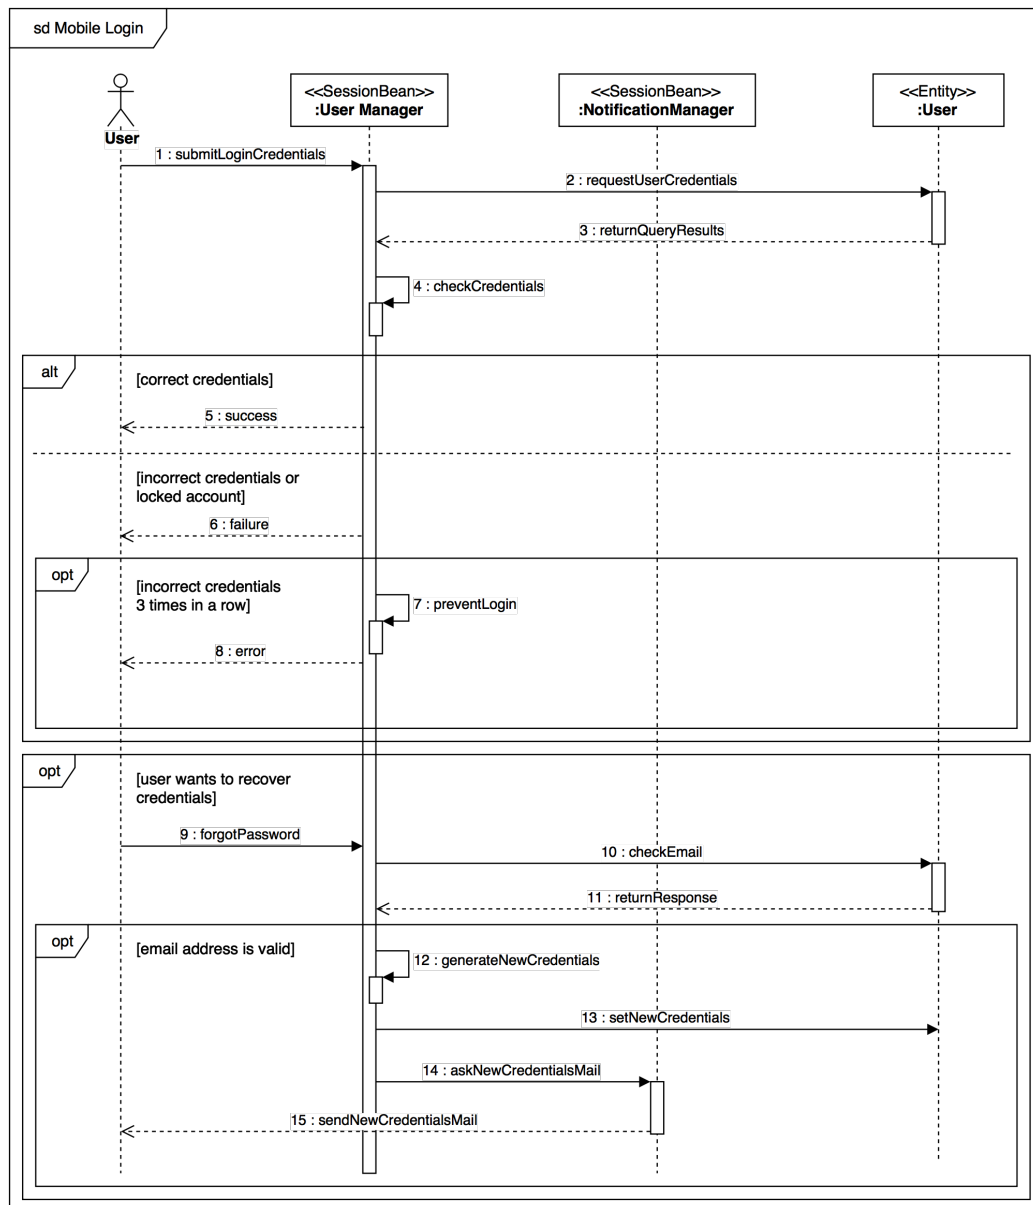 sd Mobile Login
User
<<SessionBean>>
:User Manager
<<SessionBean>>
:NotificationManager
<<Entity>>
:User
1 : submitLoginCredentials
2 : requestUserCredentials
3 : returnQueryResults
4 : checkCredentials
alt
[correct credentials]
5 : success
[incorrect credentials or
locked account]
6 : failure
opt
[incorrect credentials
3 times in a row]
7 : preventLogin
8 : error
opt
[user wants to recover
credentials]
9 : forgotPassword
10 : checkEmail
11 : returnResponse
opt
[email address is valid]
12 : generateNewCredentials
13 : setNewCredentials
14 : askNewCredentialsMail
15 : sendNewCredentialsMail